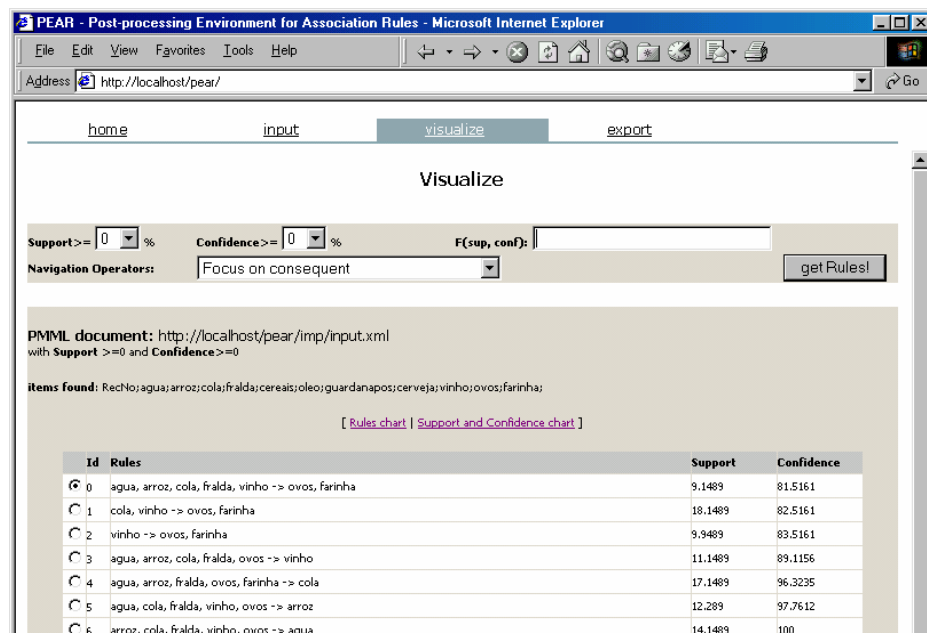 PEAR - Post-processing Environment for Association Rules - Microsoft Internet Explorer
File Edit View Favorites Tools Help
Address http://localhost/pear/ Go
home input visualize export
Visualize
Support>= 0 % Confidence>= 0 % F(sup, conf):
Navigation Operators: Focus on consequent get Rules!
PMML document: http://localhost/pear/imp/input.xml
with Support >=0 and Confidence>=0
items found: RecNo;agua;arroz;cola;fralda;cereais;oleo;guardanapos;cerveja;vinho;ovos;farinha;
[ Rules chart | Support and Confidence chart ]
Id Rules Support Confidence
0 agua, arroz, cola, fralda, vinho -> ovos, farinha 9.1489 81.5161
1 cola, vinho -> ovos, farinha 18.1489 82.5161
2 vinho -> ovos, farinha 9.9489 83.5161
3 agua, arroz, cola, fralda, ovos -> vinho 11.1489 89.1156
4 agua, arroz, fralda, ovos, farinha -> cola 17.1489 96.3235
5 agua, cola, fralda, vinho, ovos -> arroz 12.289 97.7612
6 arroz, cola, fralda, vinho, ovos -> agua 14.1489 100